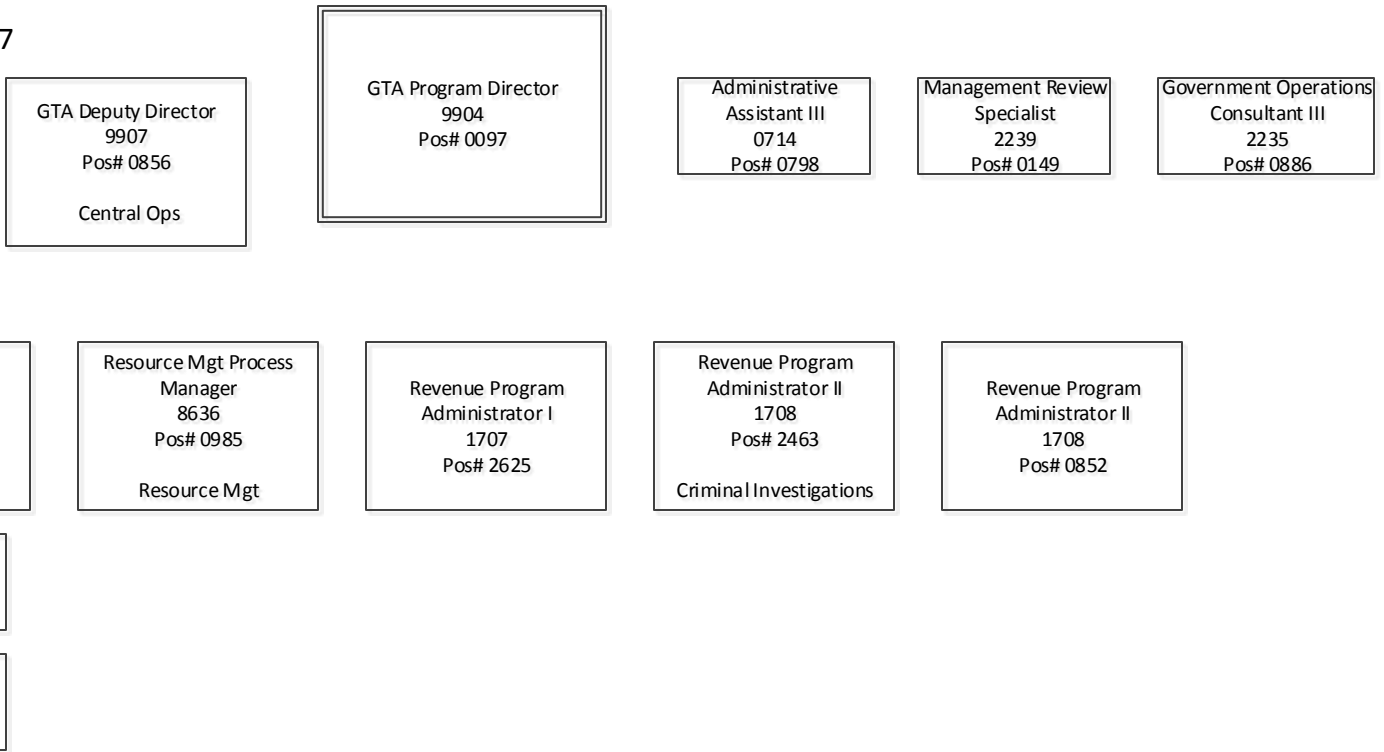 7
GTA Deputy Director
9907
Pos# 0856
Central Ops
GTA Program Director
9904
Pos# 0097
Administrative
Assistant III
0714
Pos# 0798
Management Review
Specialist
2239
Pos# 0149
Government Operations
Consultant III
2235
Pos# 0886
Resource Mgt Process
Manager
8636
Pos# 0985
Resource Mgt
Revenue Program
Administrator I
1707
Pos# 2625
Revenue Program
Administrator II
1708
Pos# 2463
Criminal Investigations
Revenue Program
Administrator II
1708
Pos# 0852